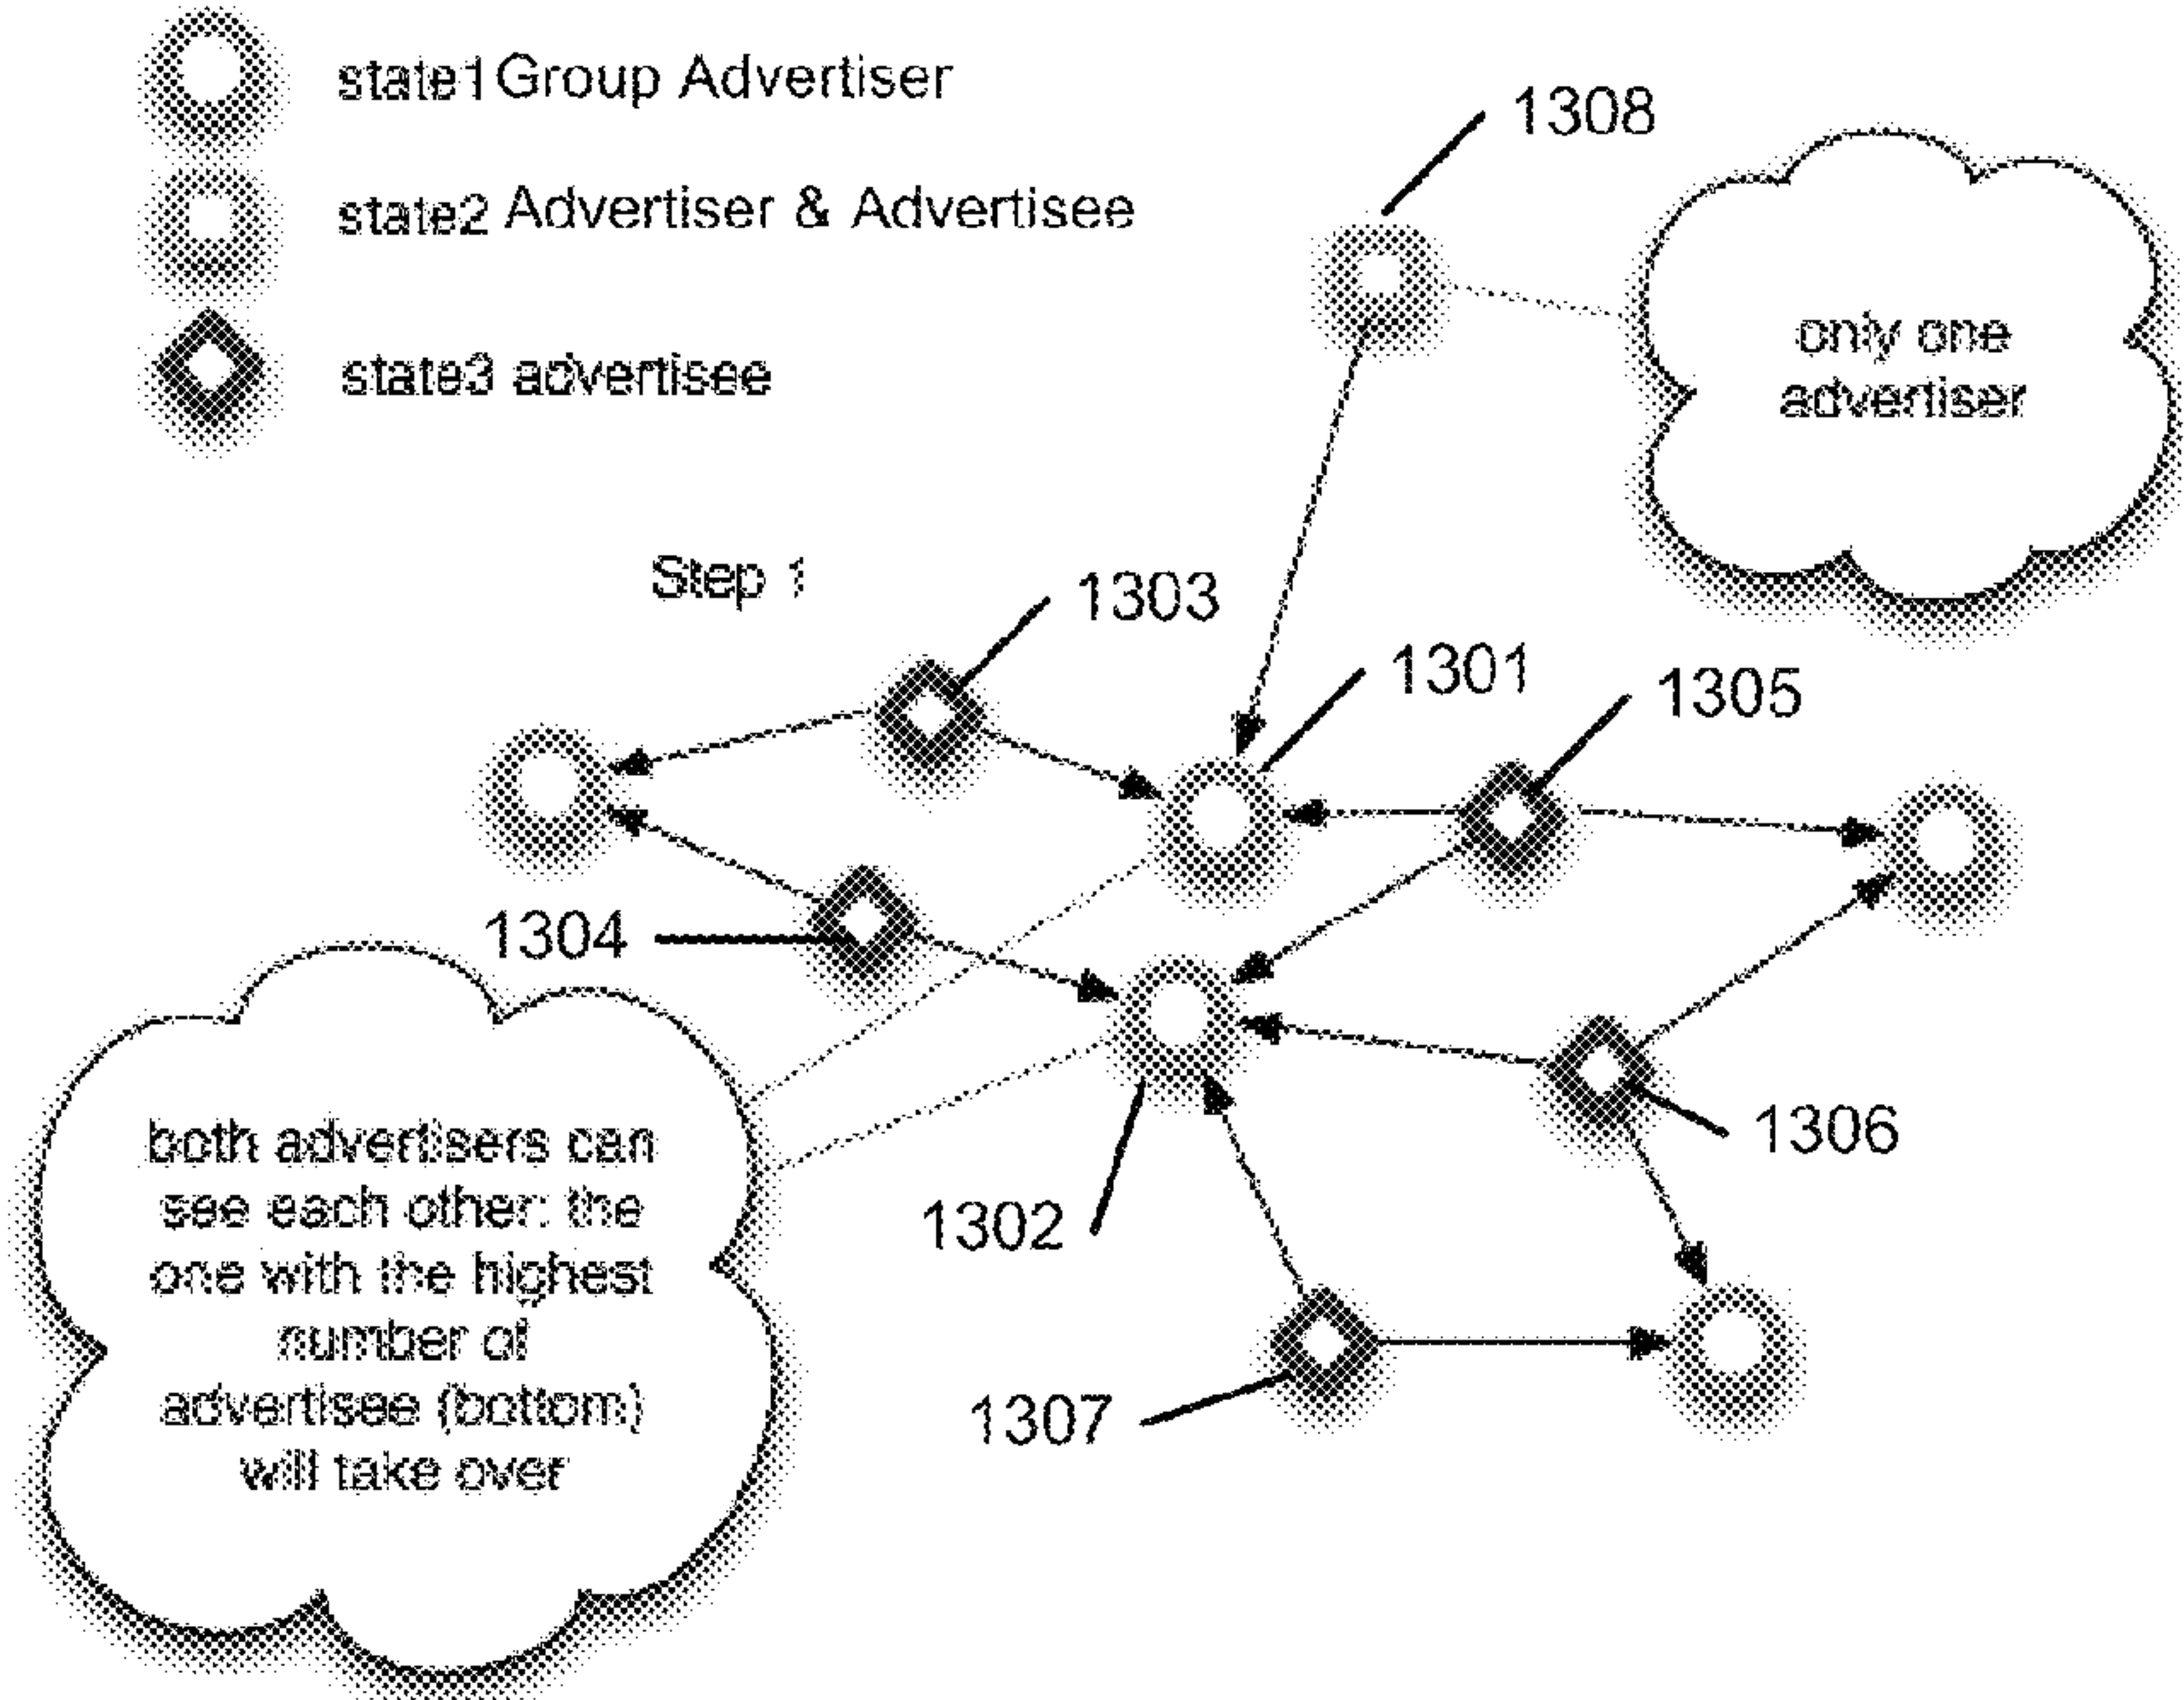 state1 Group Advertiser
state2 Advertiser & Advertisee
state3 advertisee
1308
only one
advertiser
Step 1
1303
1301
1305
1304
both advertisers can
see each other: the
one with the highest
number of
advertisee (bottom)
will take over
1302
1306
1307